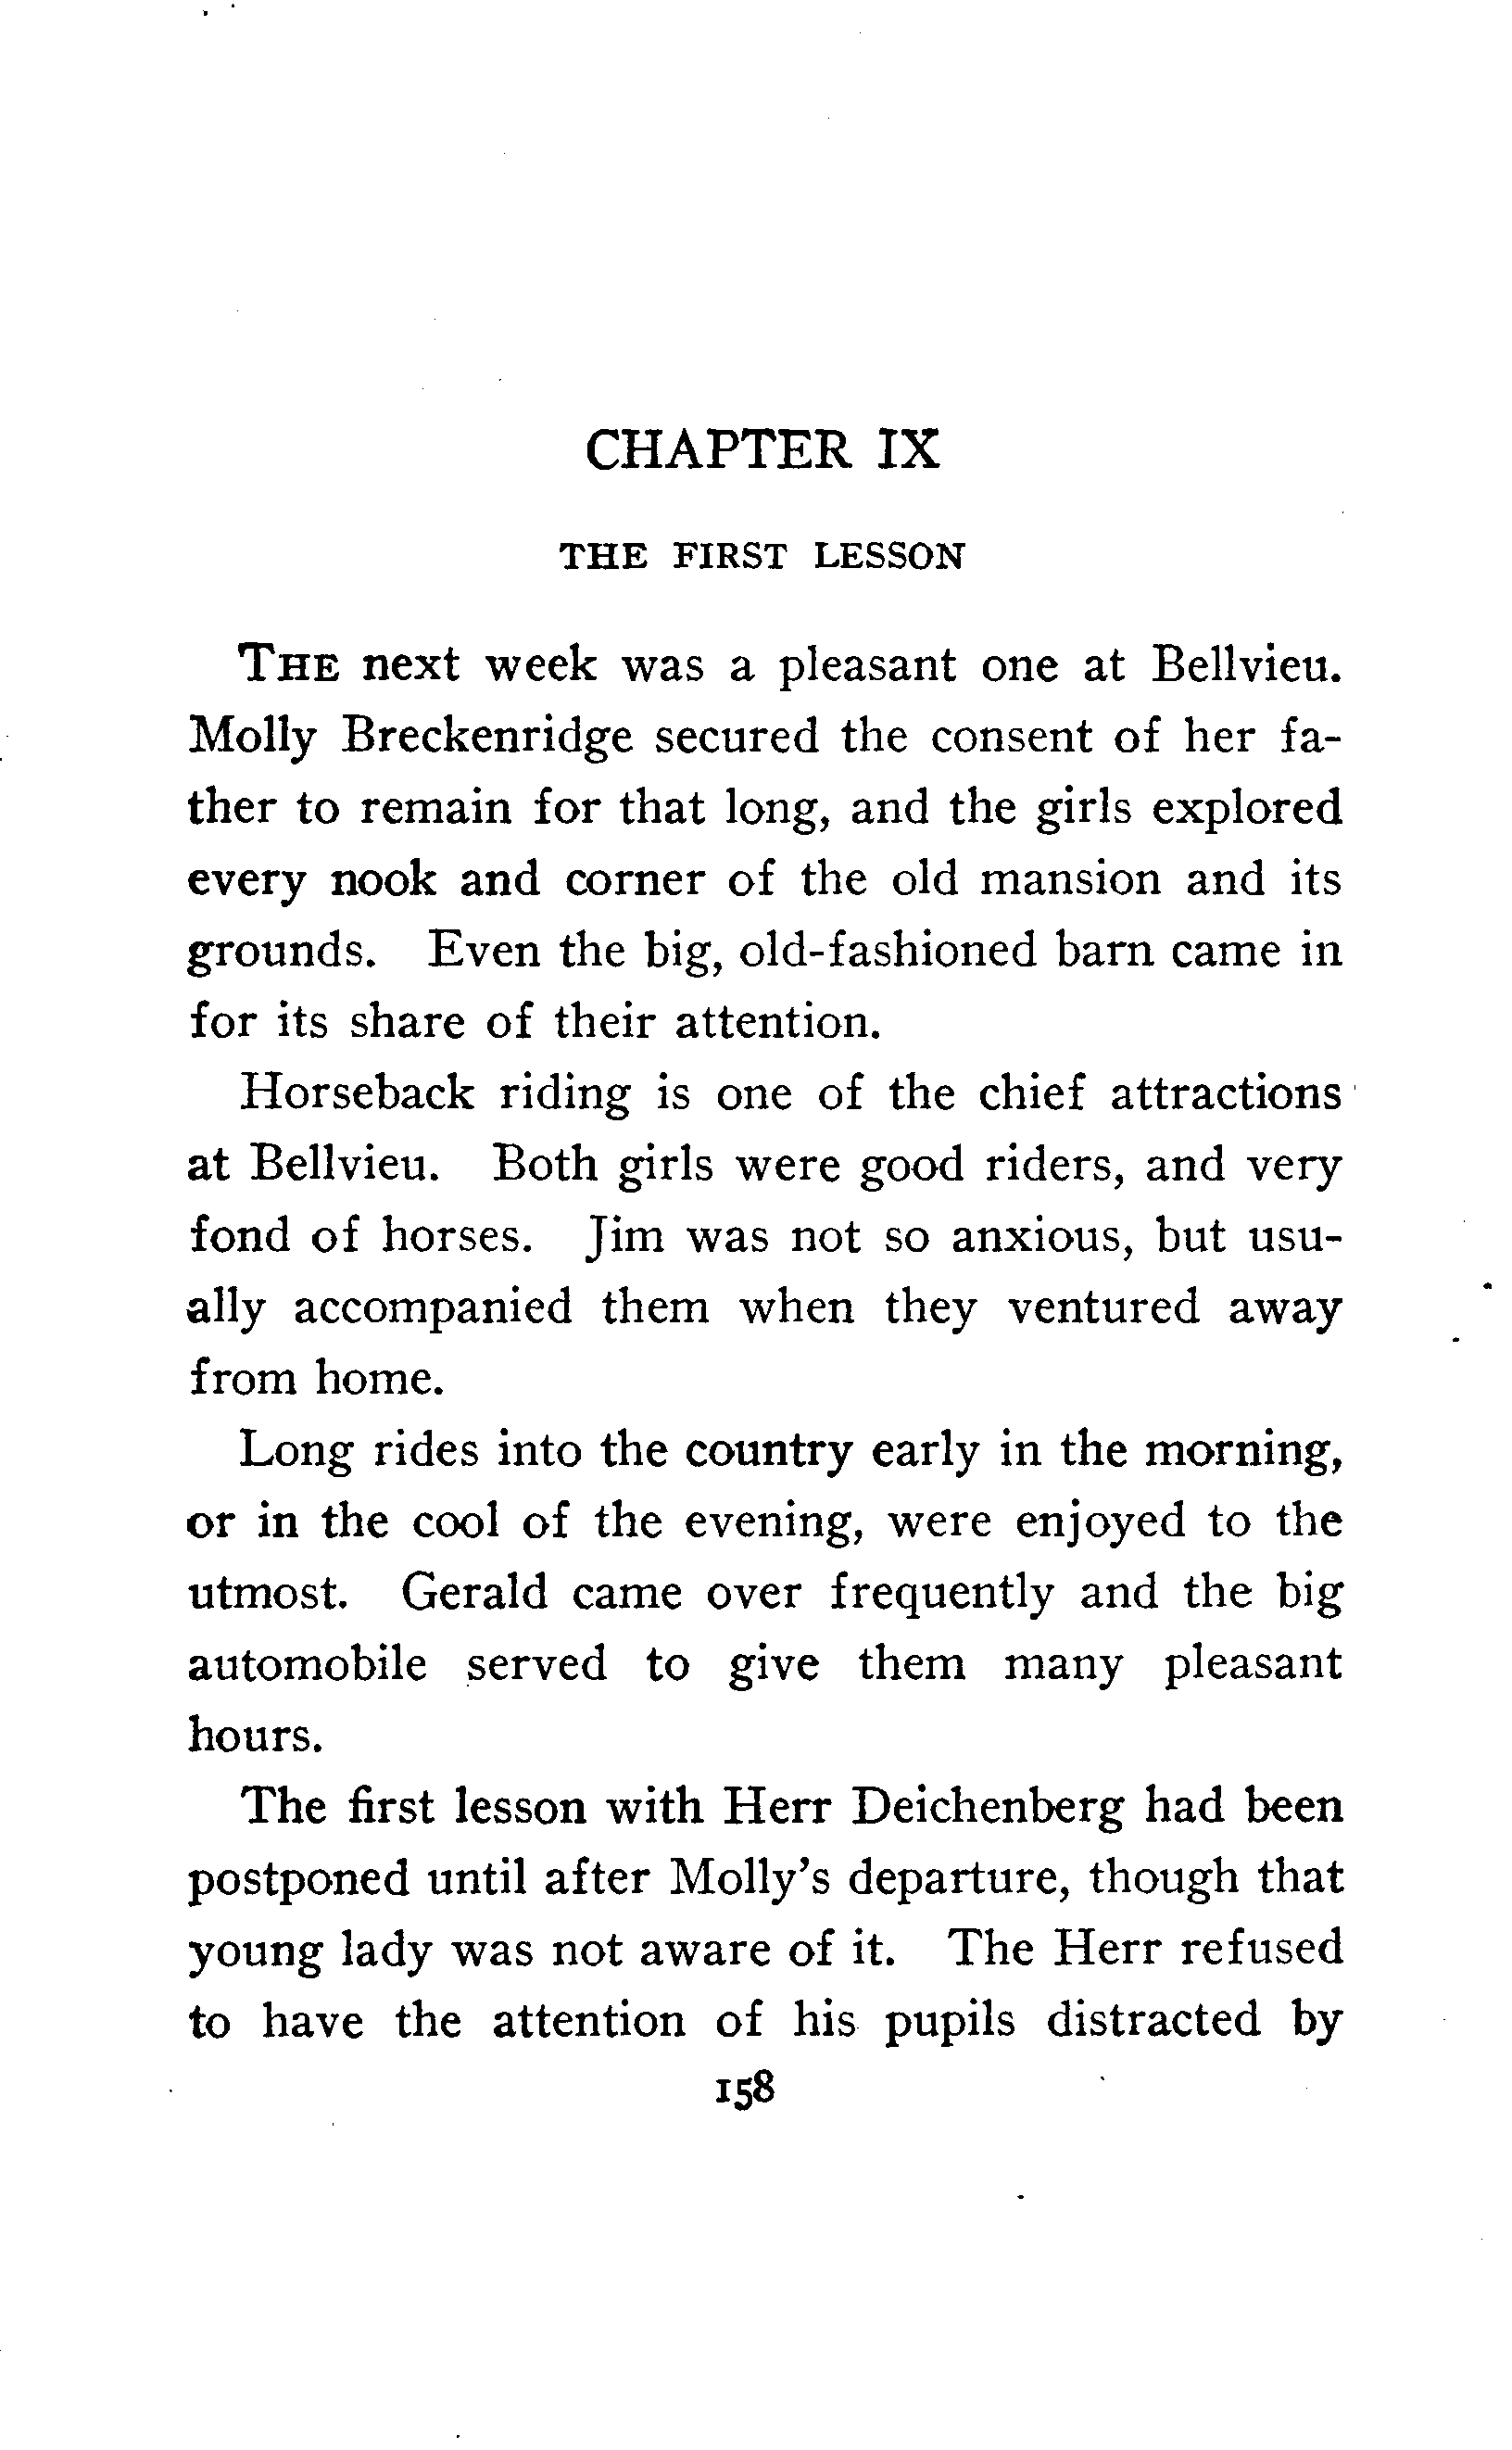 CHAPTER IX
THE FIRST LESSON
THE next week was a pleasant one at Bellvieu.
Molly Breckenridge secured the consent of her fa-
ther to remain for that long, and the girls explored
every nook and corner of the old mansion and its
grounds. Even the big, old-fashioned barn came in
for its share of their attention.
Horseback riding is one of the chief attractions
at Bellvieu. Both girls were good riders, and very
fond of horses. Jim was not so anxious, but usu-
ally accompanied them when they ventured away
from home.
Long rides into the country early in the morning,
or in the cool of the evening, were enjoyed to the
utmost. Gerald came over frequently and the big
automobile served to give them many pleasant
hours.
The first lesson with Herr Deichenberg had been
postponed until after Molly's departure, though that
young lady was not aware of it. The Herr refused
to have the attention of his pupils distracted by
158